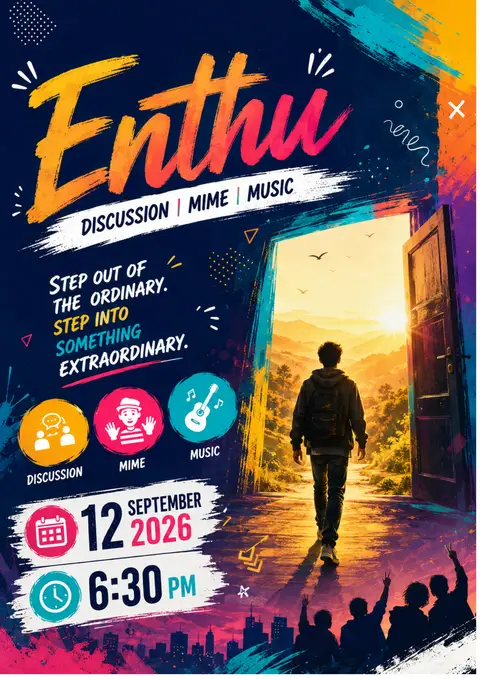 Enthu
DISCUSSION | MIME | MUSIC
STEP OUT OF
THE ORDINARY.
STEP INTO
SOMETHING
EXTRAORDINARY.
DISCUSSION
MIME
MUSIC
12 SEPTEMBER
2026
6:30 PM